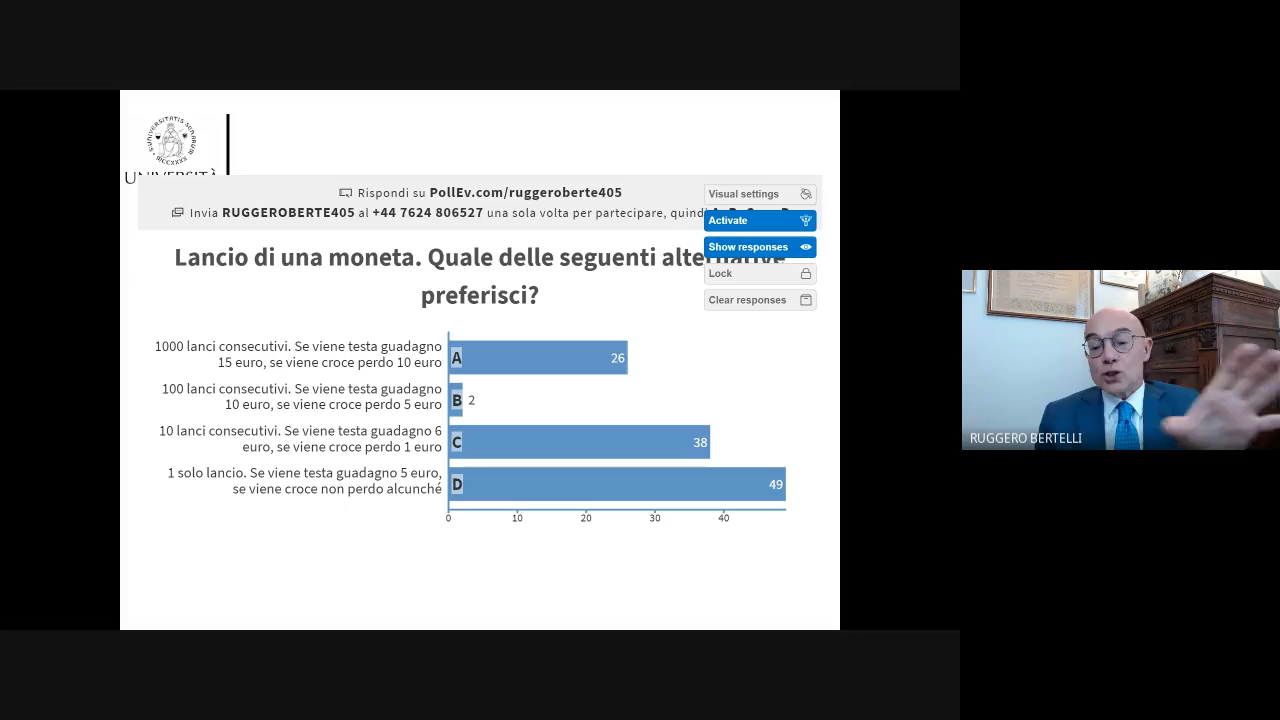 UNIVERSITÀ
Rispondi su PollEv.com/ruggeroberte405
Invia RUGGEROBERTE405 al +44 7624 806527 una sola volta per partecipare, quindi
Visual settings
Activate
Show responses
Lock
Clear responses
Lancio di una moneta. Quale delle seguenti alternative
preferisci?
1000 lanci consecutivi. Se viene testa guadagno
15 euro, se viene croce perdo 10 euro
A
26
100 lanci consecutivi. Se viene testa guadagno
10 euro, se viene croce perdo 5 euro
B
2
10 lanci consecutivi. Se viene testa guadagno 6
euro, se viene croce perdo 1 euro
C
38
1 solo lancio. Se viene testa guadagno 5 euro,
se viene croce non perdo alcunché
D
49
0 10 20 30 40
RUGGERO BERTELLI